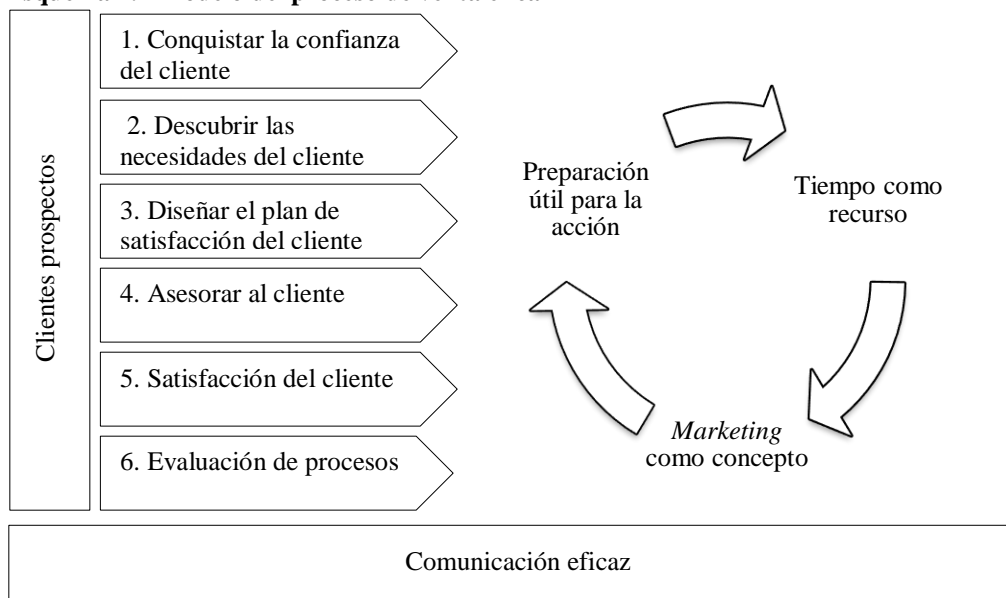 1. Conquistar la confianza
del cliente
2. Descubrir las
necesidades del cliente
3. Diseñar el plan de
satisfacción del cliente
4. Asesorar al cliente
5. Satisfacción del cliente
6. Evaluación de procesos
Clientes prospectos
Preparación
útil para la
acción
Tiempo como
recurso
Marketing
como concepto
Comunicación eficaz